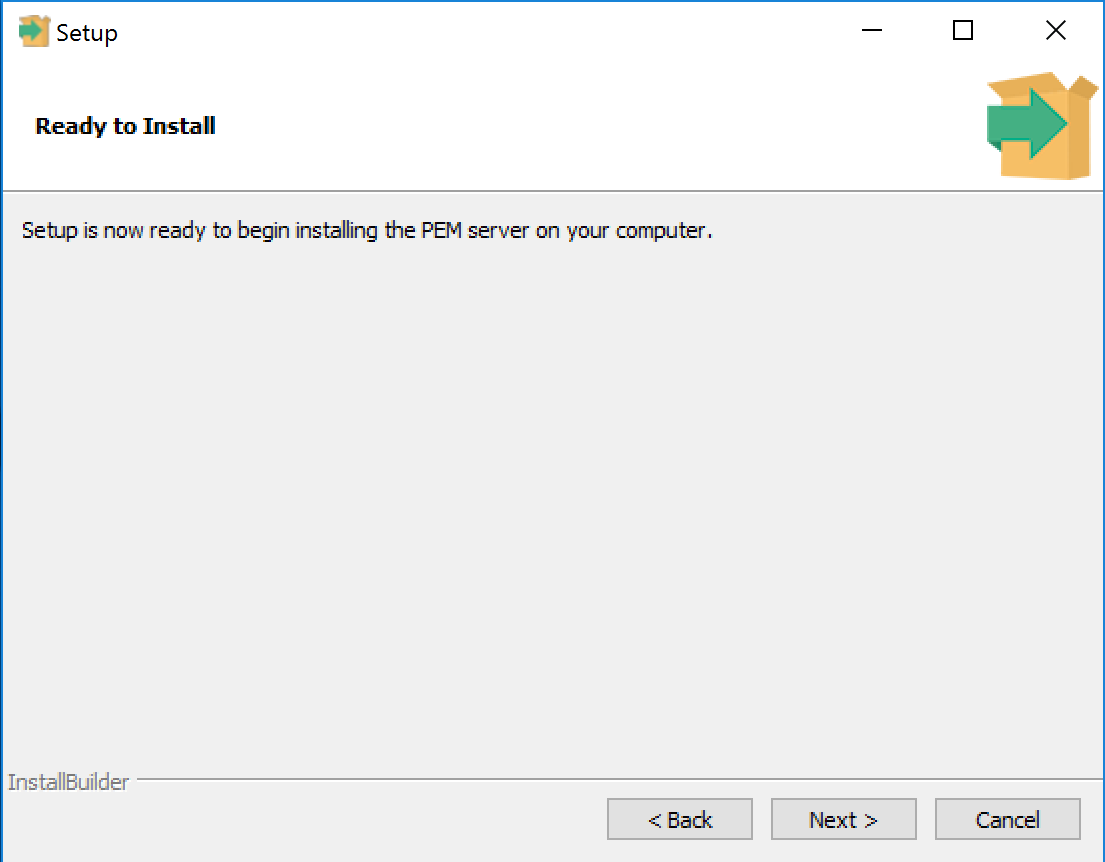 Setup
Ready to Install
Setup is now ready to begin installing the PEM server on your computer.
InstallBuilder
< Back
Next >
Cancel